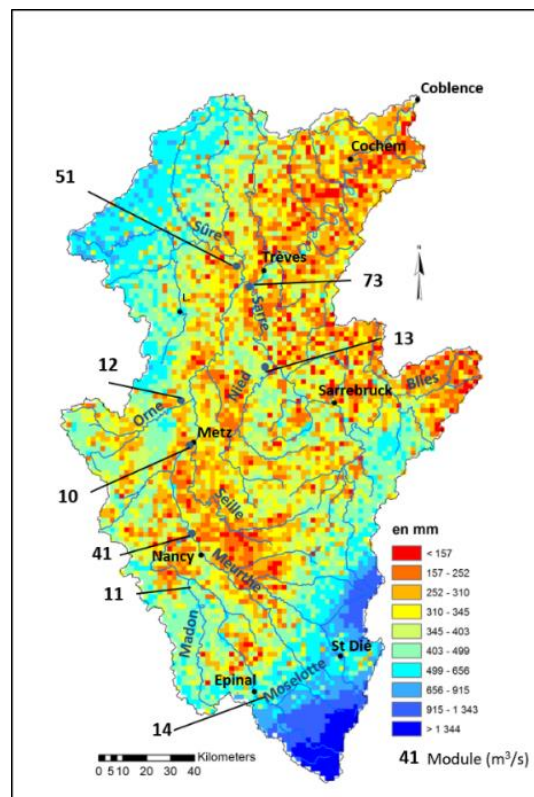 Coblence
Cochem
51
Sûre
Trèves
N
73
L.
Sarre
13
12
Nied
Sarrebruck
Blies
Orne
Metz
10
Seille
en mm
41
< 157
Nancy
Meurthe
157 - 252
11
252 - 310
310 - 345
345 - 403
Madon
403 - 499
St Dié
499 - 656
Epinal
Moselotte
656 - 915
915 - 1 343
14
> 1 344
Kilometers
0 5 10 20 30 40
41 Module (m³/s)